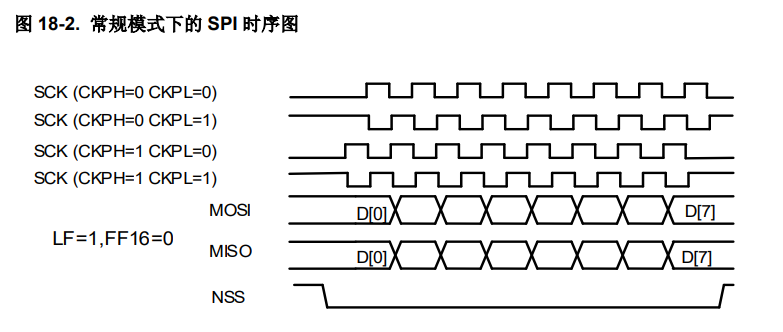 图 18-2. 常规模式下的 SPI 时序图
SCK (CKPH=0 CKPL=0)
SCK (CKPH=0 CKPL=1)
SCK (CKPH=1 CKPL=0)
SCK (CKPH=1 CKPL=1)
MOSI D[0] D[7]
LF=1,FF16=0
MISO D[0] D[7]
NSS